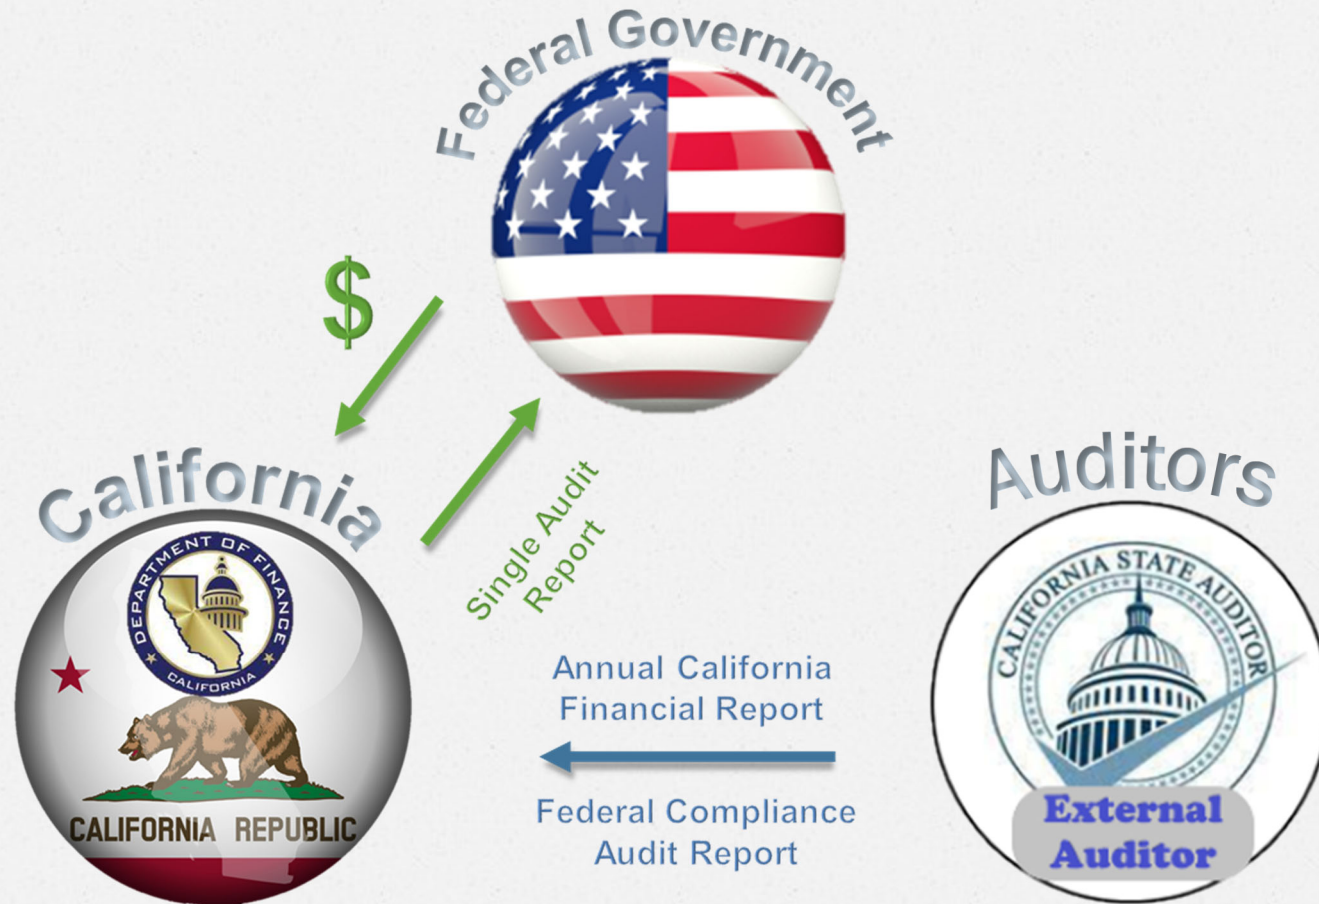 Federal Government
$
California
Auditors
Single Audit
Report
DEPARTMENT OF FINANCE
CALIFORNIA
CALIFORNIA REPUBLIC
Annual California
Financial Report
Federal Compliance
Audit Report
CALIFORNIA STATE AUDITOR
External
Auditor